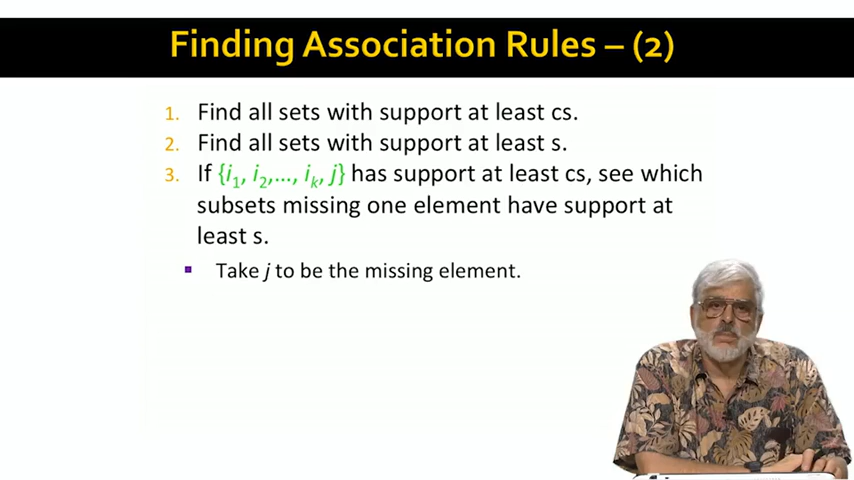 Finding Association Rules – (2)
1. Find all sets with support at least cs.
2. Find all sets with support at least s.
3. If {i1, i2,…, ik, j} has support at least cs, see which
subsets missing one element have support at
least s.
▪ Take j to be the missing element.